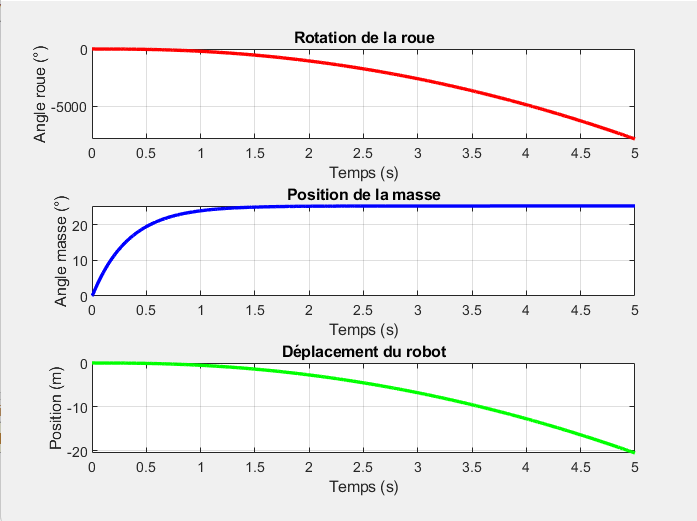 Rotation de la roue
Angle roue (°)
0
-5000
0 0.5 1 1.5 2 2.5 3 3.5 4 4.5 5
Temps (s)
Position de la masse
Angle masse (°)
20
10
0
0 0.5 1 1.5 2 2.5 3 3.5 4 4.5 5
Temps (s)
Déplacement du robot
Position (m)
0
-10
-20
0 0.5 1 1.5 2 2.5 3 3.5 4 4.5 5
Temps (s)